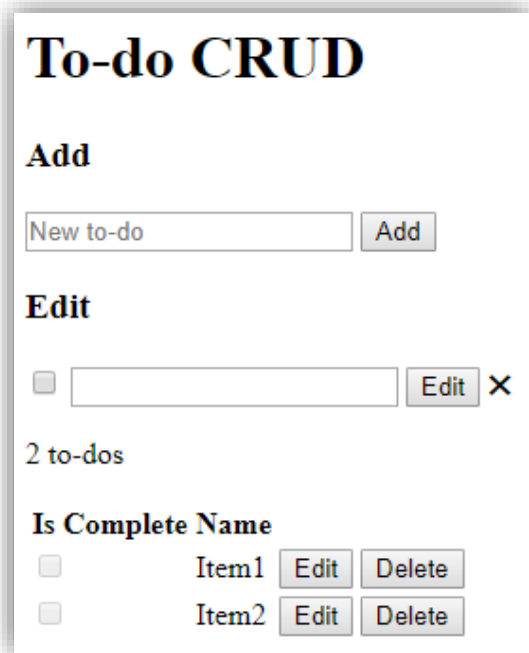 To-do CRUD
Add
New to-do Add
Edit
Edit ✕
2 to-dos
Is Complete Name
Item1 Edit Delete
Item2 Edit Delete